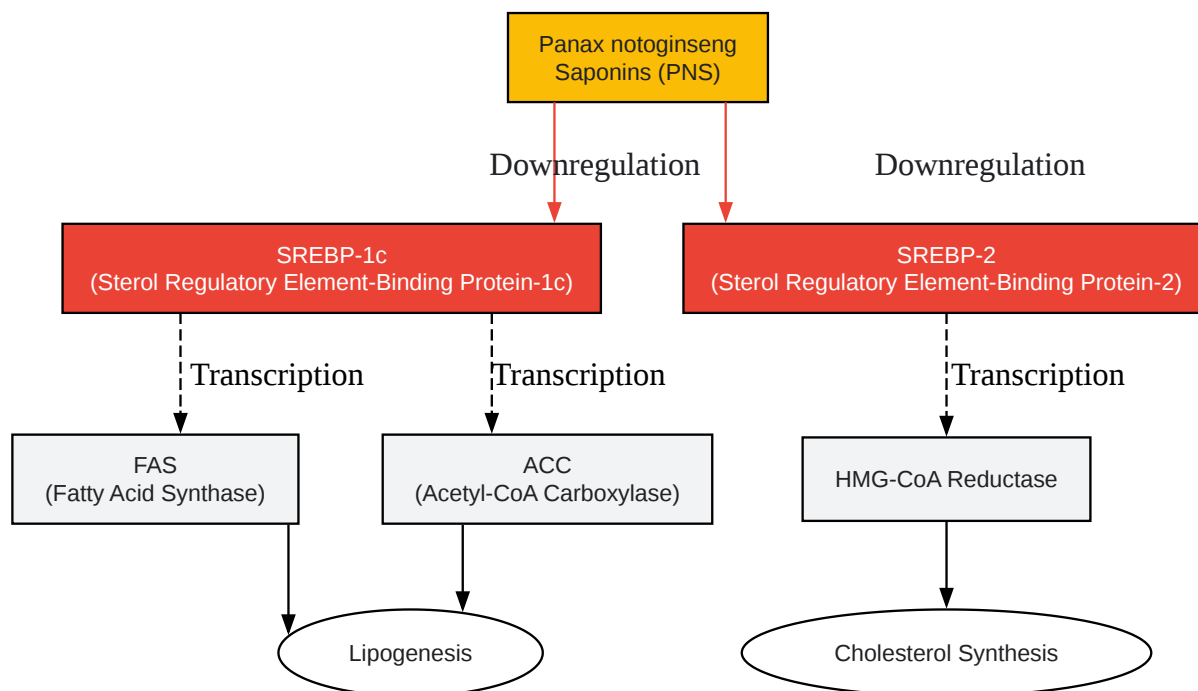 Panax notoginseng
Saponins (PNS)
Downregulation
Downregulation
SREBP-1c
(Sterol Regulatory Element-Binding Protein-1c)
SREBP-2
(Sterol Regulatory Element-Binding Protein-2)
Transcription
Transcription
Transcription
FAS
(Fatty Acid Synthase)
ACC
(Acetyl-CoA Carboxylase)
HMG-CoA Reductase
Lipogenesis
Cholesterol Synthesis